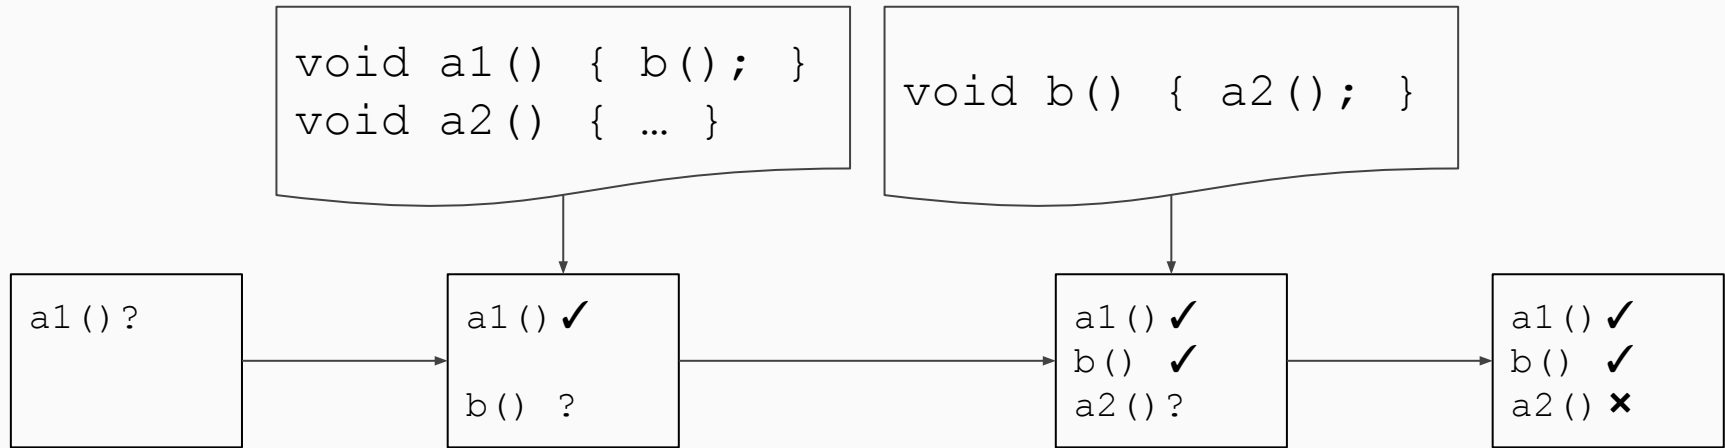 void a1() { b(); }
void a2() { … }
void b() { a2(); }
a1()?
a1()✓
b() ?
a1()✓
b() ✓
a2()?
a1()✓
b() ✓
a2()×